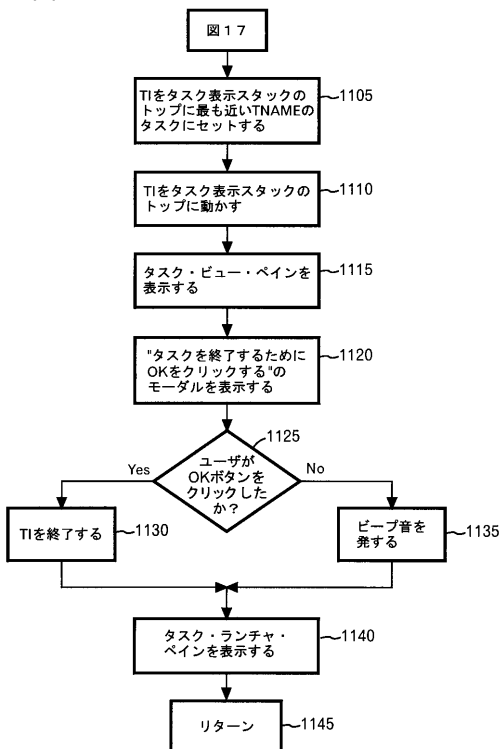 図17
TIをタスク表示スタックの
トップに最も近いTNAMEの
タスクにセットする
1105
TIをタスク表示スタックの
トップに動かす
1110
タスク・ビュー・ペインを
表示する
1115
"タスクを終了するために
OKをクリックする"の
モーダルを表示する
1120
1125
ユーザが
OKボタンを
クリックした
か?
Yes
No
TIを終了する
1130
ビープ音を
発する
1135
タスク・ランチャ・
ペインを表示する
1140
リターン
1145